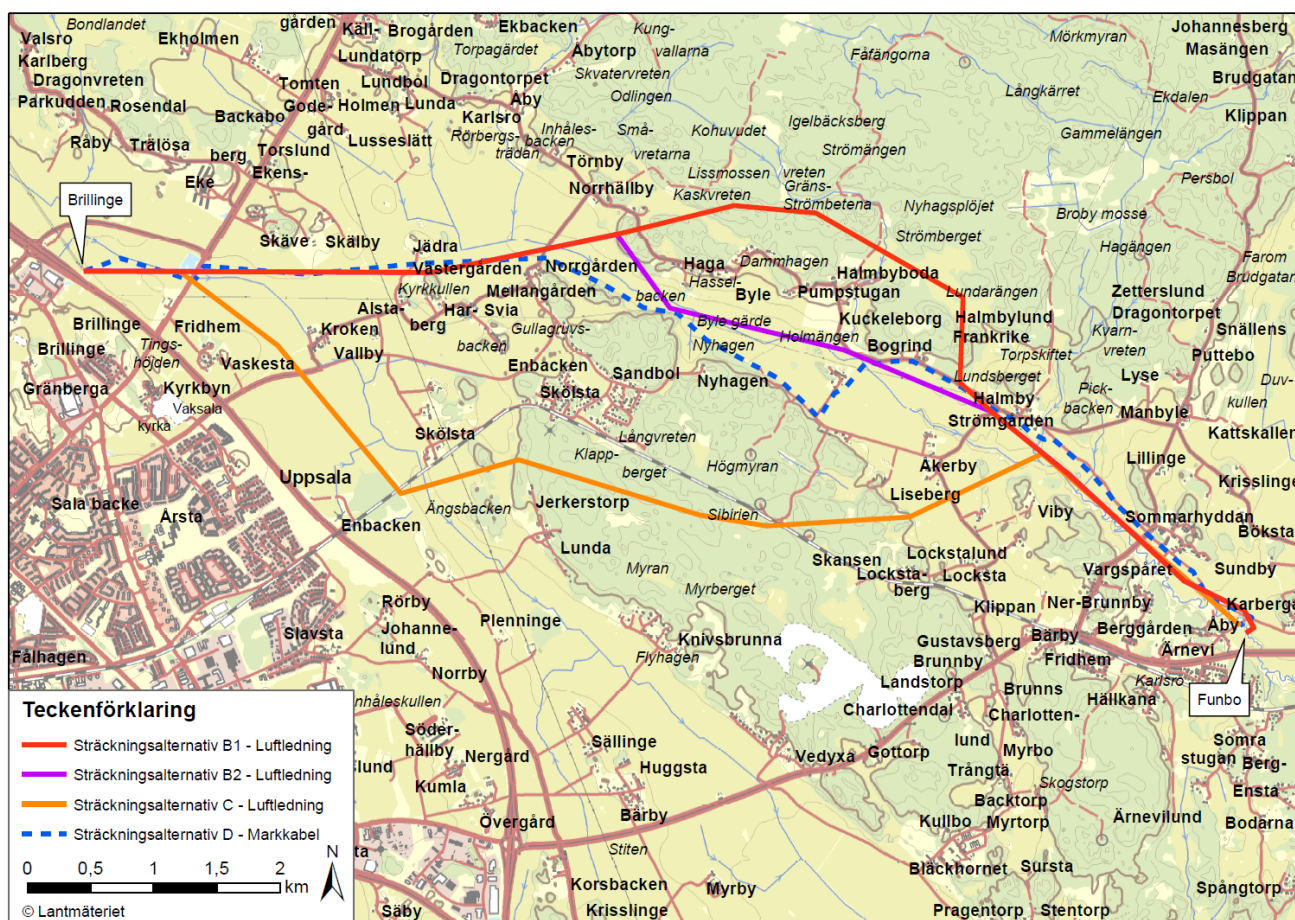 Bondlandet
gården
Käll-
Brogården
Ekbacken
Kung-
vallarna
Mörkmyran
Johannesberg
Valsro
Ekholmen
Lundatorp
Torpagärdet
Åbytorp
Fåfängorna
Masängen
Karlberg
Dragonvreten
Tomten
Lundbol
Dragontorpet
Skvatervreten
Långkärret
Brudgatan
Parkudden
Rosendal
Gode-
gård
Holmen
Lunda
Åby
Odlingen
Ekdalen
Backabo
Karlsro
Klippan
Råby
Trålösa
berg
Torslund
Lusseslätt
Rörbergs-
trädan
Inhåles-
backen
Små-
vretarna
Kohuvudet
Igelbäcksberg
Gammelängen
Strömängen
Eke
Ekens-
Törnby
Lissmossen
vreten
Persbol
Brillinge
Norrhällby
Kaskvreten
Gräns-
Strömbetena
Nyhagsplöjet
Broby mosse
Skäve
Skälby
Jädra
Strömberget
Hagängen
Västergården
Norrgården
Haga
Dammhagen
Halmbyboda
Farom
Brudgatan
Kyrkkullen
Mellangården
Hassel-
backen
Byle
Pumpstugan
Lundarängen
Zetterslund
Alsta-
berg
Har-
Svia
Kuckeleborg
Halmbylund
Dragontorpet
Brillinge
Fridhem
Kroken
Gullagruvs-
backen
Byle gärde
Holmängen
Frankrike
Kvarn-
vreten
Snällens
Brillinge
Tings-
höjden
Vaskesta
Vallby
Nyhagen
Bogrind
Torpskiftet
Puttebo
Gränberga
Kyrkbyn
Enbacken
Sandbol
Nyhagen
Lundsberget
Pick-
backen
Lyse
Duv-
kullen
Vaksala
kyrka
Skölsta
Halmby
Manbyle
Skölsta
Långvreten
Strömgården
Kattskallen
Uppsala
Klapp-
berget
Högmyran
Åkerby
Lillinge
Krisslinge
Sala backe
Årsta
Enbacken
Ängsbacken
Jerkerstorp
Sibirien
Liseberg
Viby
Sommarhyddan
Böksta
Lunda
Skansen
Lockstalund
Myran
Myrberget
Locksta-
berg
Locksta
Vargspåret
Sundby
Rörby
Klippan
Ner-Brunnby
Karberga
Slavsta
Johanne-
lund
Plenninge
Knivsbrunna
Gustavsberg
Bärby
Berggården
Åby
Fålhagen
Norrby
Flyhagen
Brunnby
Fridhem
Ärnevi
Landstorp
Karlsro
Inhåleskullen
Brunns
Hällkana
Funbo
Charlottendal
Charlotten-
lund
Söder-
hällby
Nergård
Sällinge
Vedyxa
Gottorp
Myrbo
Sömra
stugan
Berg-
Kumla
Huggsta
Trångtä
Skogstorp
Ensta
Övergård
Bärby
Backtorp
Ärnevilund
Bodarna
Stiten
Kullbo
Myrtorp
Bläckhornet
Sursta
Korsbacken
Myrby
Spångtorp
Säby
Krisslinge
Pragentorp
Stentorp
Teckenförklaring
Sträckningsalternativ B1 - Luftledning
Sträckningsalternativ B2 - Luftledning
Sträckningsalternativ C - Luftledning
Sträckningsalternativ D - Markkabel
0 0,5 1 2
km
N
© Lantmäteriet